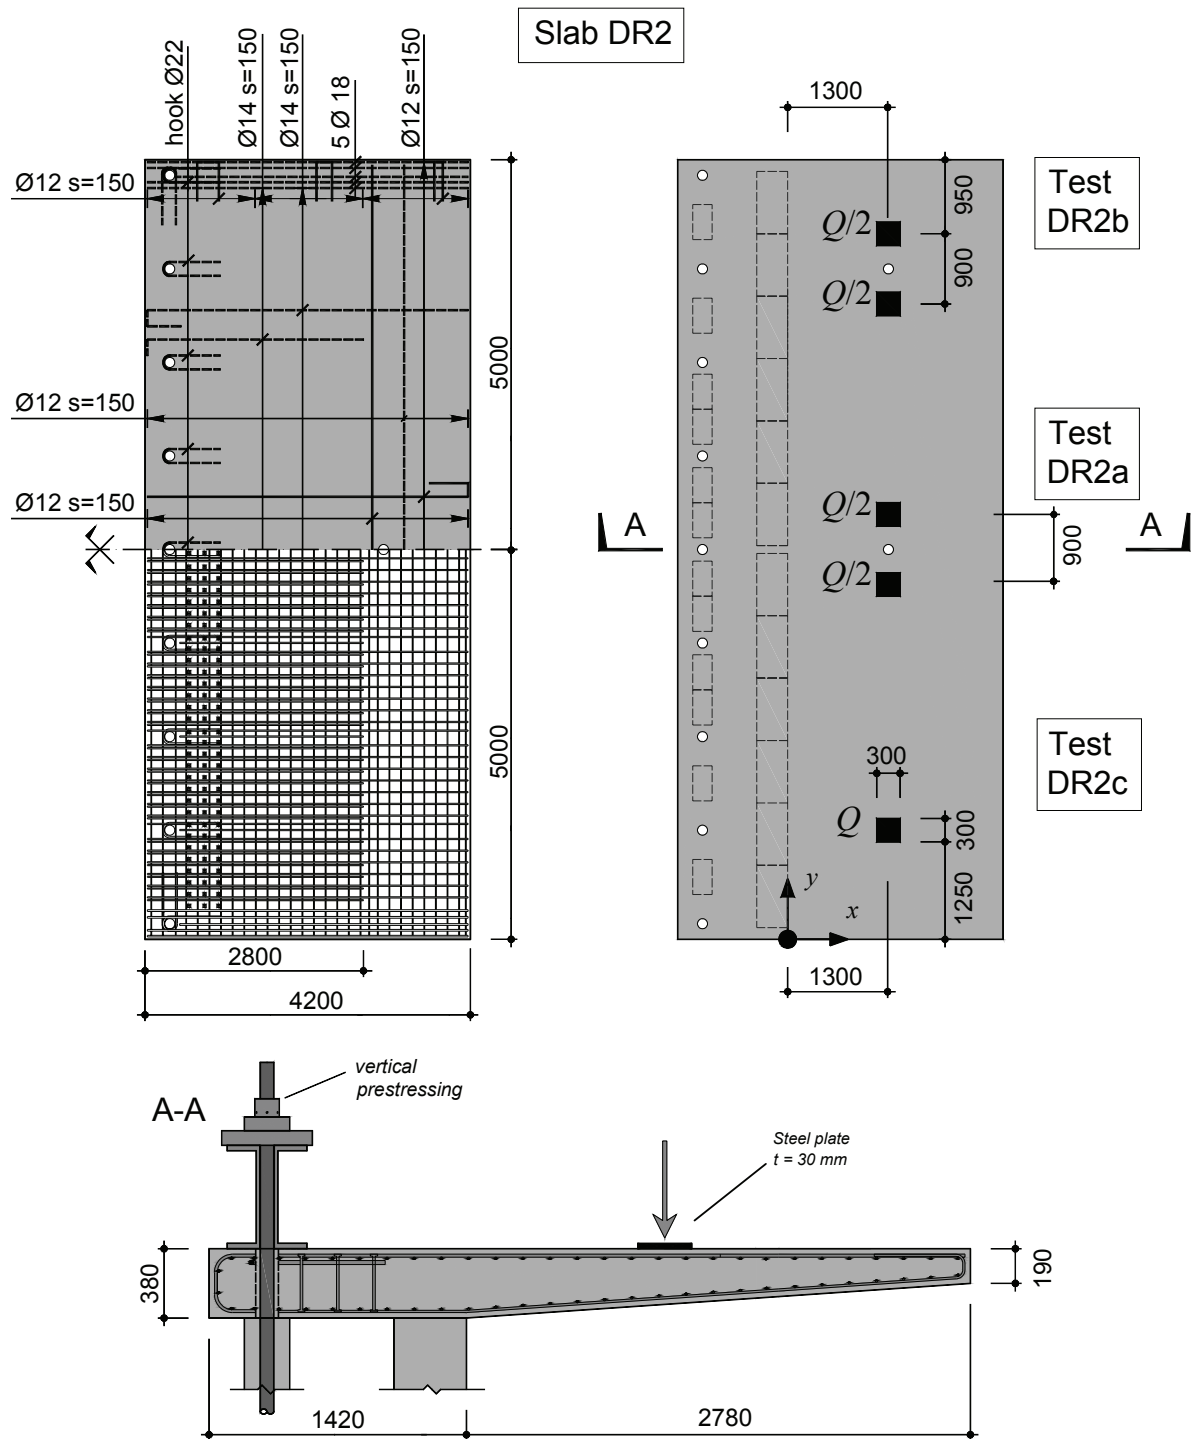 Slab DR2
hook Ø22
Ø14 s=150
Ø14 s=150
5 Ø 18
Ø12 s=150
Ø12 s=150
Ø12 s=150
Ø12 s=150
5000
5000
2800
4200
1300
950
900
Q/2
Q/2
Test
DR2b
Q/2
Q/2
Test
DR2a
A
A
900
300
Q
300
1250
Test
DR2c
y
x
1300
A-A
vertical
prestressing
Steel plate
t = 30 mm
380
190
1420
2780